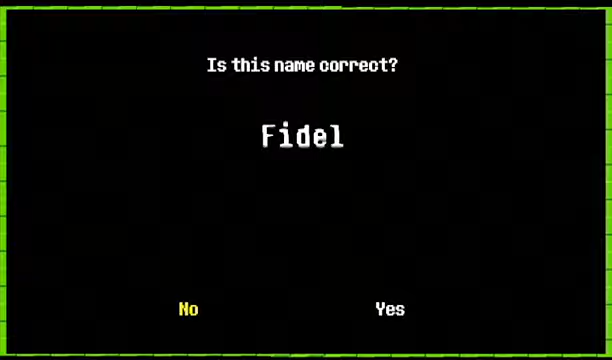 Is this name correct?
Fidel
No Yes